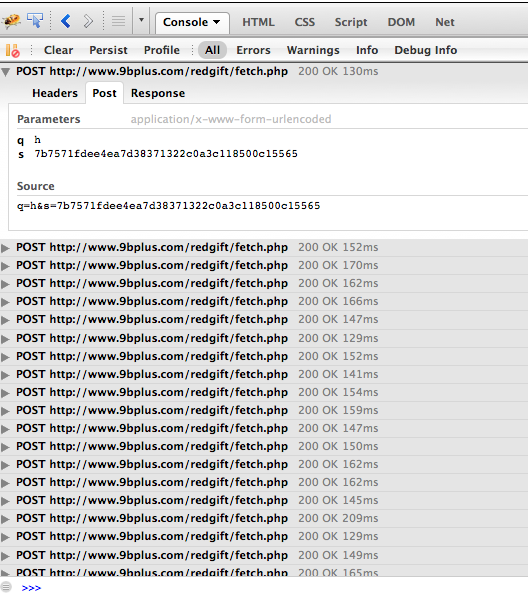 Console HTML CSS Script DOM Net
Clear Persist Profile All Errors Warnings Info Debug Info
POST http://www.9bplus.com/redgift/fetch.php 200 OK 130ms
Headers Post Response
Parameters application/x-www-form-urlencoded
q h
s 7b7571fdee4ea7d38371322c0a3c118500c15565
Source
q=h&s=7b7571fdee4ea7d38371322c0a3c118500c15565
POST http://www.9bplus.com/redgift/fetch.php 200 OK 152ms
POST http://www.9bplus.com/redgift/fetch.php 200 OK 170ms
POST http://www.9bplus.com/redgift/fetch.php 200 OK 162ms
POST http://www.9bplus.com/redgift/fetch.php 200 OK 166ms
POST http://www.9bplus.com/redgift/fetch.php 200 OK 147ms
POST http://www.9bplus.com/redgift/fetch.php 200 OK 129ms
POST http://www.9bplus.com/redgift/fetch.php 200 OK 152ms
POST http://www.9bplus.com/redgift/fetch.php 200 OK 141ms
POST http://www.9bplus.com/redgift/fetch.php 200 OK 154ms
POST http://www.9bplus.com/redgift/fetch.php 200 OK 159ms
POST http://www.9bplus.com/redgift/fetch.php 200 OK 147ms
POST http://www.9bplus.com/redgift/fetch.php 200 OK 150ms
POST http://www.9bplus.com/redgift/fetch.php 200 OK 162ms
POST http://www.9bplus.com/redgift/fetch.php 200 OK 162ms
POST http://www.9bplus.com/redgift/fetch.php 200 OK 145ms
POST http://www.9bplus.com/redgift/fetch.php 200 OK 209ms
POST http://www.9bplus.com/redgift/fetch.php 200 OK 129ms
POST http://www.9bplus.com/redgift/fetch.php 200 OK 149ms
POST http://www.9bplus.com/redgift/fetch.php 200 OK 165ms
>>>